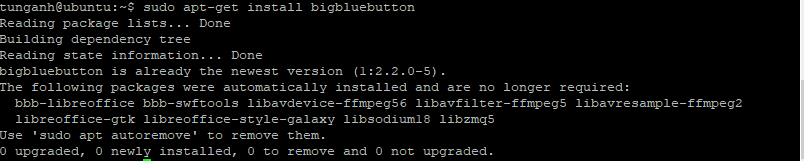 tunganh@ubuntu:~$ sudo apt-get install bigbluebutton
Reading package lists... Done
Building dependency tree
Reading state information... Done
bigbluebutton is already the newest version (1:2.2.0-5).
The following packages were automatically installed and are no longer required:
  bbb-libreoffice bbb-swftools libavdevice-ffmpeg56 libavfilter-ffmpeg5 libavresample-ffmpeg2
  libreoffice-gtk libreoffice-style-galaxy libsodium18 libzmq5
Use 'sudo apt autoremove' to remove them.
0 upgraded, 0 newly installed, 0 to remove and 0 not upgraded.